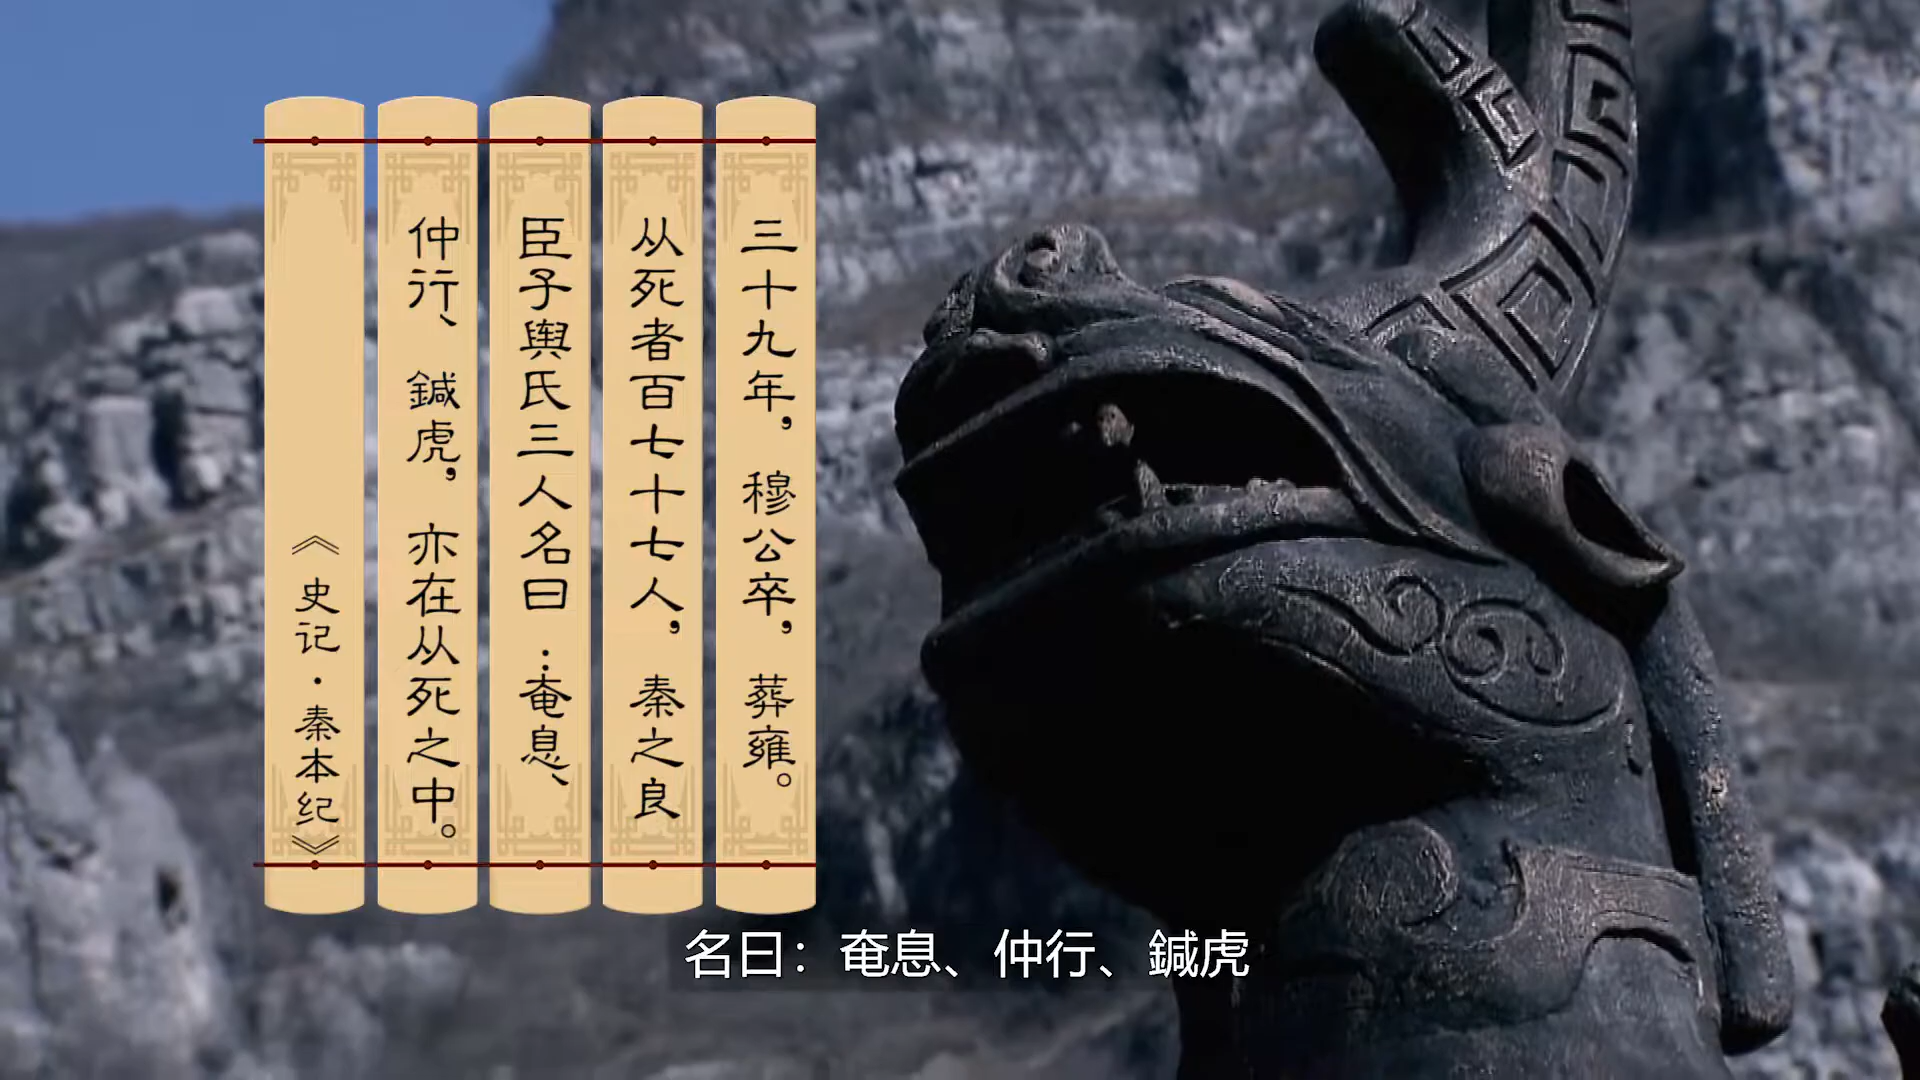 三十九年，穆公卒，葬雍。
从死者百七十七人，秦之良
臣子舆氏三人名曰：奄息、
仲行、鍼虎，亦在从死之中。
《史记·秦本纪》
名曰：奄息、仲行、鍼虎